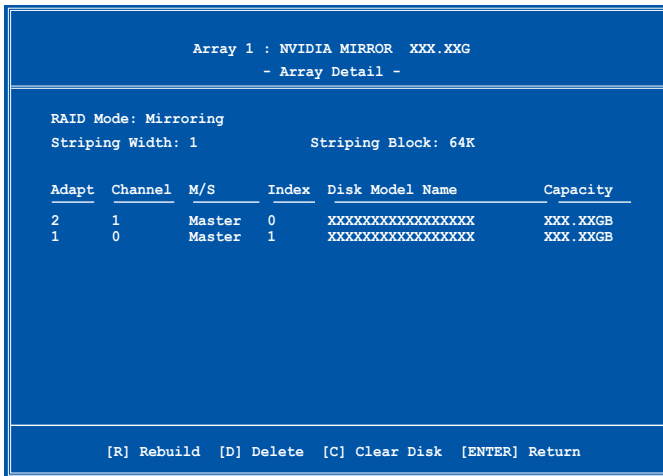 Array 1 : NVIDIA MIRROR XXX.XXG
- Array Detail -
RAID Mode: Mirroring
Striping Width: 1 Striping Block: 64K
Adapt Channel M/S Index Disk Model Name Capacity
2 1 Master 0 XXXXXXXXXXXXXXXXX XXX.XXGB
1 0 Master 1 XXXXXXXXXXXXXXXXX XXX.XXGB
[R] Rebuild [D] Delete [C] Clear Disk [ENTER] Return